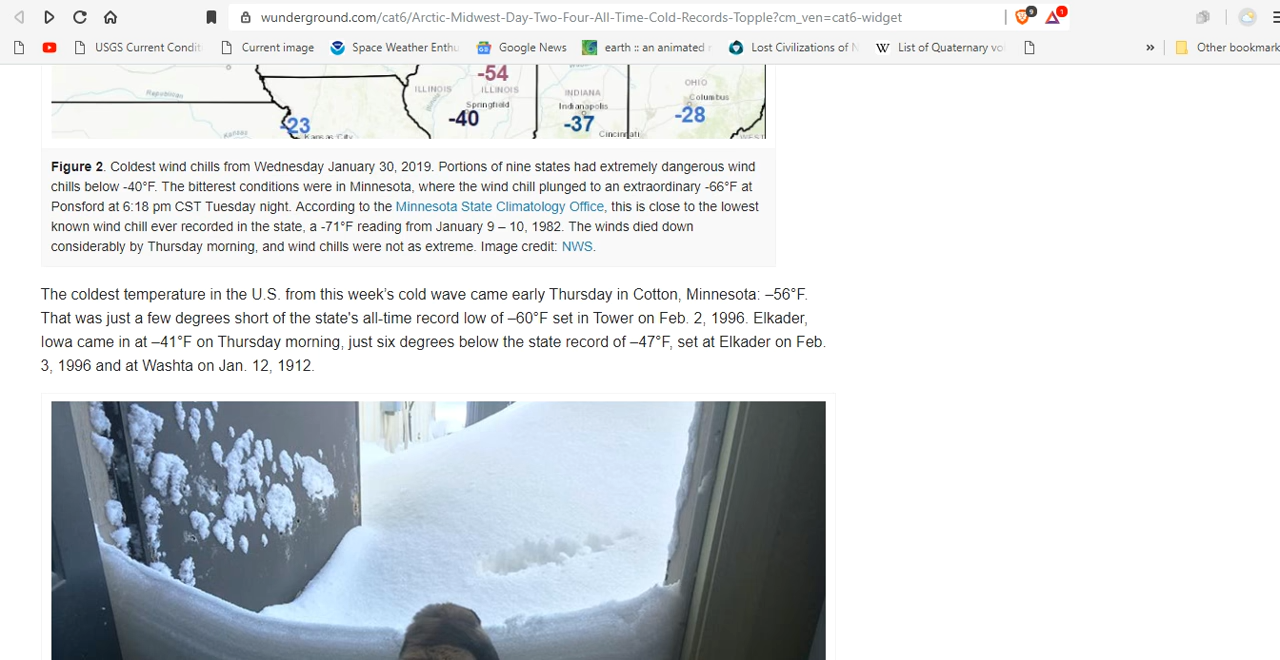 wunderground.com/cat6/Arctic-Midwest-Day-Two-Four-All-Time-Cold-Records-Topple?cm_ven=cat6-widget
9
1
USGS Current Condit
Current image
Space Weather Enthu
Google News
earth :: an animated
Lost Civilizations of N
W
List of Quaternary vo
»
Other bookmark
-54
ILLINOIS
ILLINOIS
INDIANA
OHIO
Republican
Springfield
Indianapolis
Columbus
-23
-40
-37
-28
Kansas
Kansas City
Cincinnati
WEST
Figure 2. Coldest wind chills from Wednesday January 30, 2019. Portions of nine states had extremely dangerous wind
chills below -40°F. The bitterest conditions were in Minnesota, where the wind chill plunged to an extraordinary -66°F at
Ponsford at 6:18 pm CST Tuesday night. According to the Minnesota State Climatology Office, this is close to the lowest
known wind chill ever recorded in the state, a -71°F reading from January 9 – 10, 1982. The winds died down
considerably by Thursday morning, and wind chills were not as extreme. Image credit: NWS.
The coldest temperature in the U.S. from this week's cold wave came early Thursday in Cotton, Minnesota: –56°F.
That was just a few degrees short of the state's all-time record low of –60°F set in Tower on Feb. 2, 1996. Elkader,
Iowa came in at –41°F on Thursday morning, just six degrees below the state record of –47°F, set at Elkader on Feb.
3, 1996 and at Washta on Jan. 12, 1912.